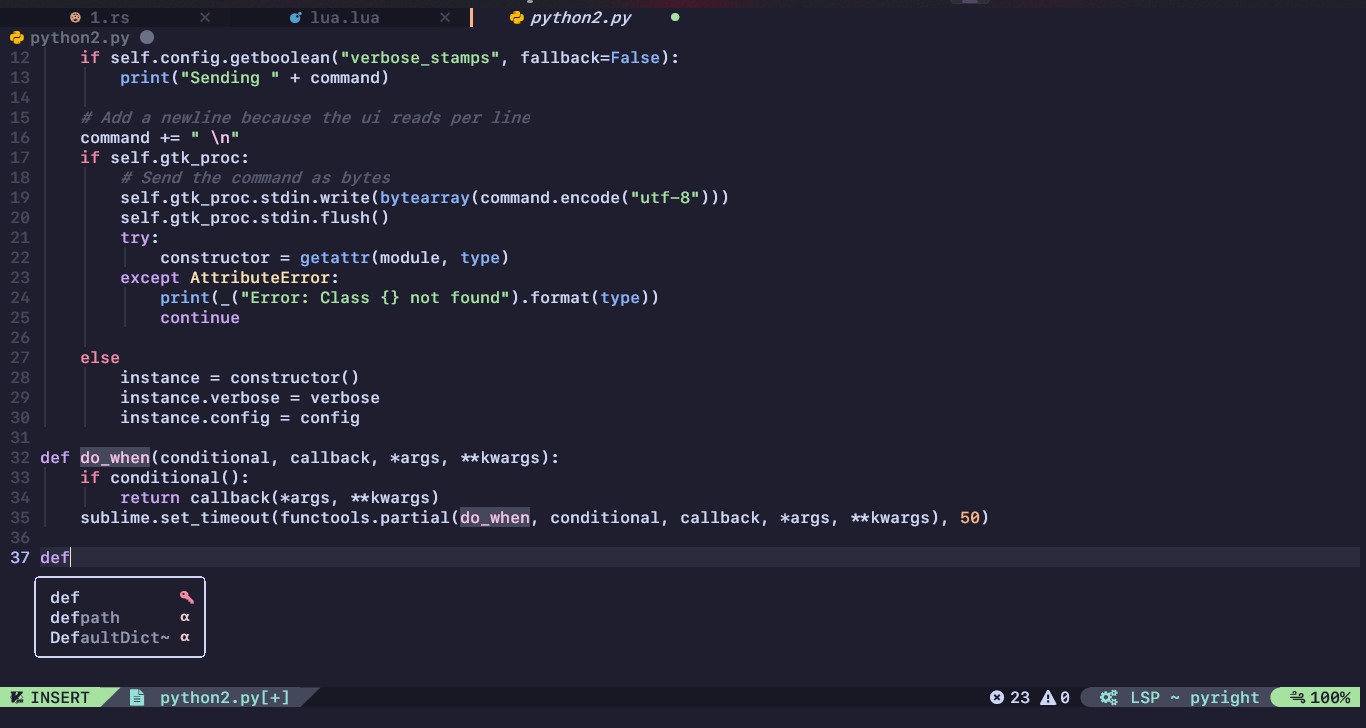 1.rs × lua.lua × python2.py
python2.py
12 if self.config.getboolean("verbose_stamps", fallback=False):
13 print("Sending " + command)
14
15 # Add a newline because the ui reads per line
16 command += " \n"
17 if self.gtk_proc:
18 # Send the command as bytes
19 self.gtk_proc.stdin.write(bytearray(command.encode("utf-8")))
20 self.gtk_proc.stdin.flush()
21 try:
22 constructor = getattr(module, type)
23 except AttributeError:
24 print(_("Error: Class {} not found").format(type))
25 continue
26
27 else
28 instance = constructor()
29 instance.verbose = verbose
30 instance.config = config
31
32 def do_when(conditional, callback, *args, **kwargs):
33 if conditional():
34 return callback(*args, **kwargs)
35 sublime.set_timeout(functools.partial(do_when, conditional, callback, *args, **kwargs), 50)
36
37 def
def
defpath α
DefaultDict~ α
INSERT python2.py[+] 23 0 LSP ~ pyright 100%